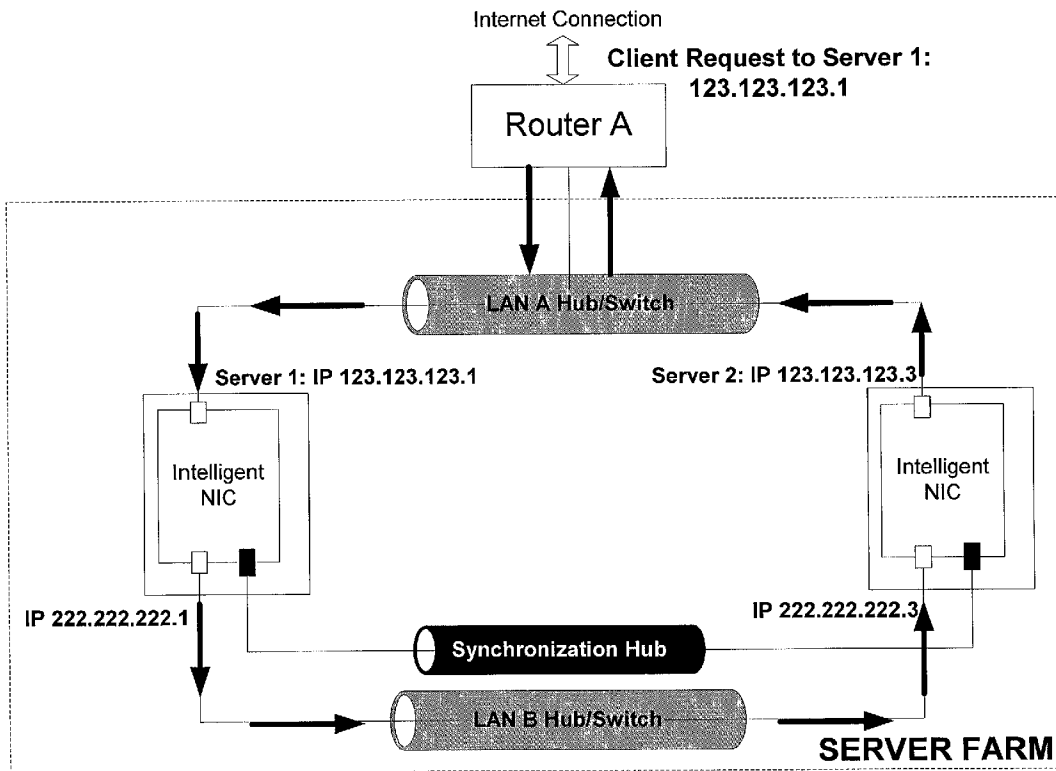 Internet Connection
Client Request to Server 1:
123.123.123.1
Router A
LAN A Hub/Switch
Server 1: IP 123.123.123.1
Server 2: IP 123.123.123.3
Intelligent
NIC
Intelligent
NIC
IP 222.222.222.1
IP 222.222.222.3
Synchronization Hub
LAN B Hub/Switch
SERVER FARM